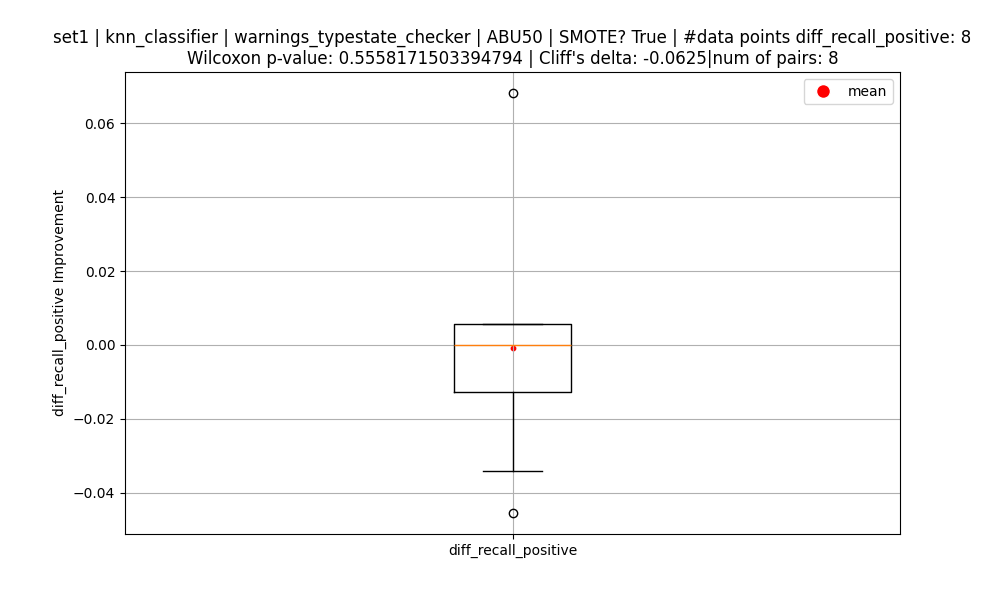 set1 | knn_classifier | warnings_typestate_checker | ABU50 | SMOTE? True | #data points diff_recall_positive: 8
Wilcoxon p-value: 0.5558171503394794 | Cliff's delta: -0.0625|num of pairs: 8
mean
0.06
0.04
0.02
0.00
−0.02
−0.04
diff_recall_positive Improvement
diff_recall_positive